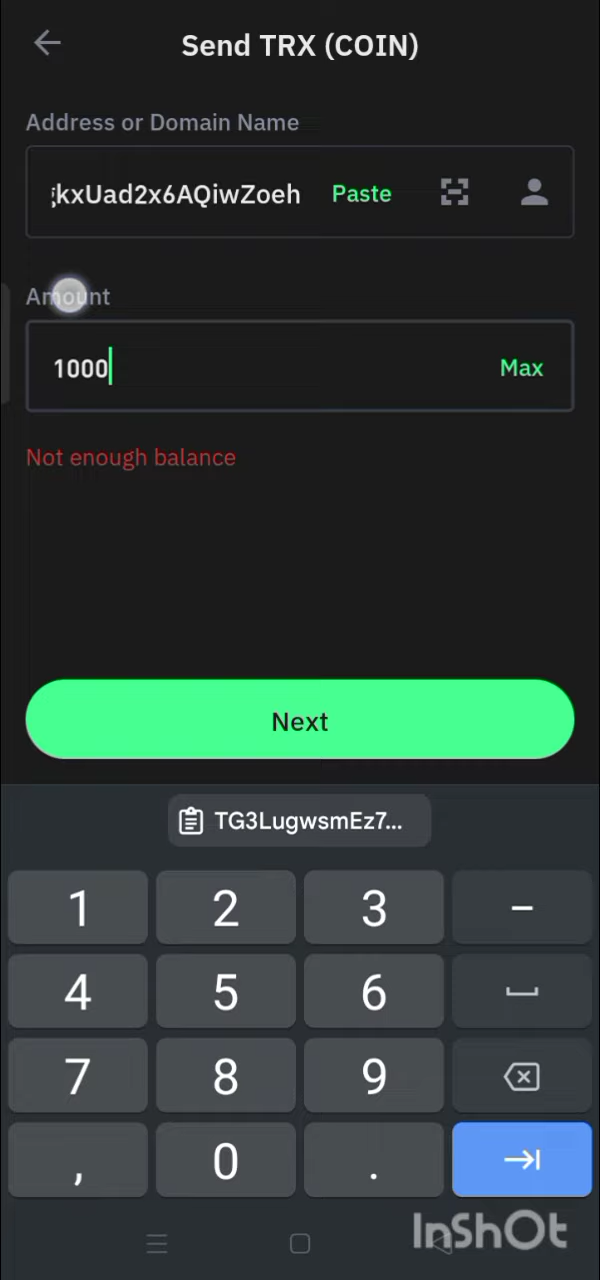 Send TRX (COIN)
Address or Domain Name
kxUad2x6AQiwZoeh Paste
Amount
1000 Max
Not enough balance
Next
TG3LugwsmEz7...
1 2 3 –
4 5 6
7 8 9
, 0 .
InShOt